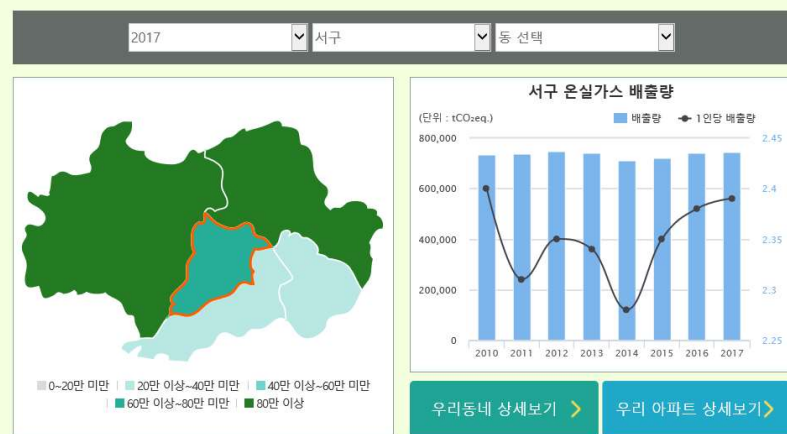 2017 서구 동 선택
서구 온실가스 배출량
(단위 : tCO₂eq.) 배출량 1인당 배출량
800,000 2.45
600,000 2.4
400,000 2.35
200,000 2.3
0 2.25
2010 2011 2012 2013 2014 2015 2016 2017
0~20만 미만 20만 이상~40만 미만 40만 이상~60만 미만
60만 이상~80만 미만 80만 이상
우리동네 상세보기 우리 아파트 상세보기